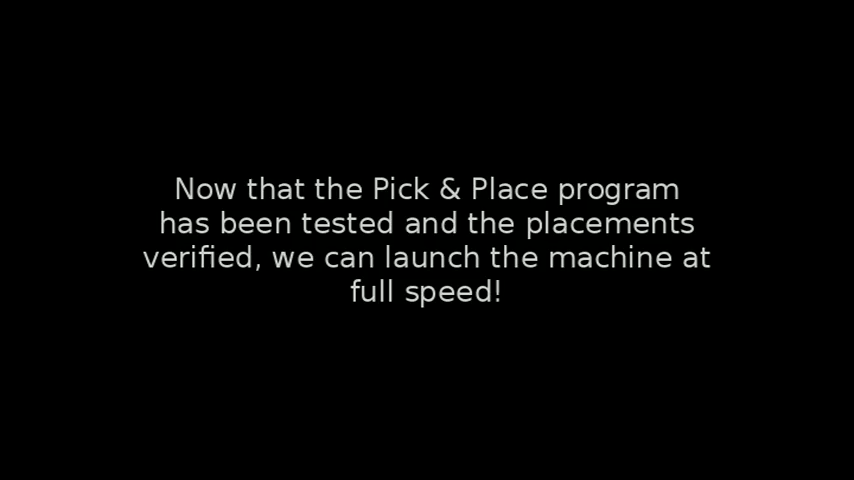 Now that the Pick & Place program
has been tested and the placements
verified, we can launch the machine at
full speed!